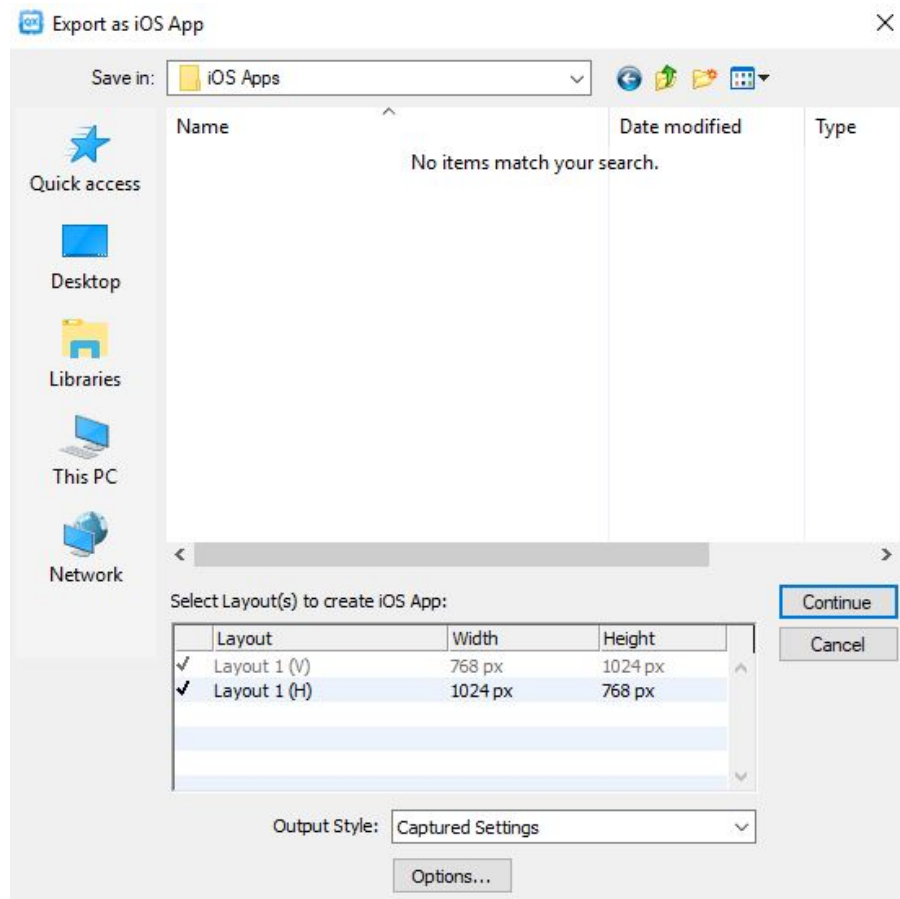 Export as iOS App
Save in: iOS Apps
Name Date modified Type
No items match your search.
Quick access
Desktop
Libraries
This PC
Network
Select Layout(s) to create iOS App:
Continue
Cancel
Layout Width Height
Layout 1 (V) 768 px 1024 px
Layout 1 (H) 1024 px 768 px
Output Style: Captured Settings
Options...